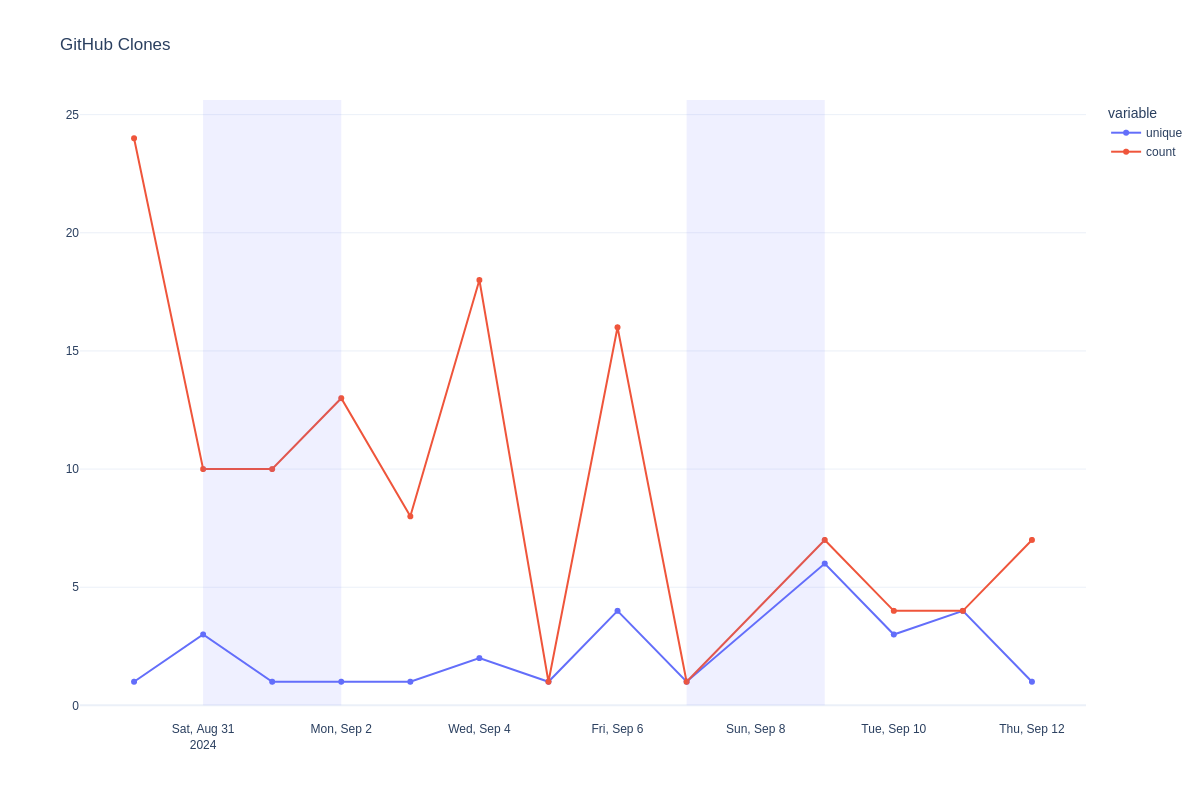 GitHub Clones
variable
unique
count
25
20
15
10
5
0
Sat, Aug 31
2024
Mon, Sep 2
Wed, Sep 4
Fri, Sep 6
Sun, Sep 8
Tue, Sep 10
Thu, Sep 12